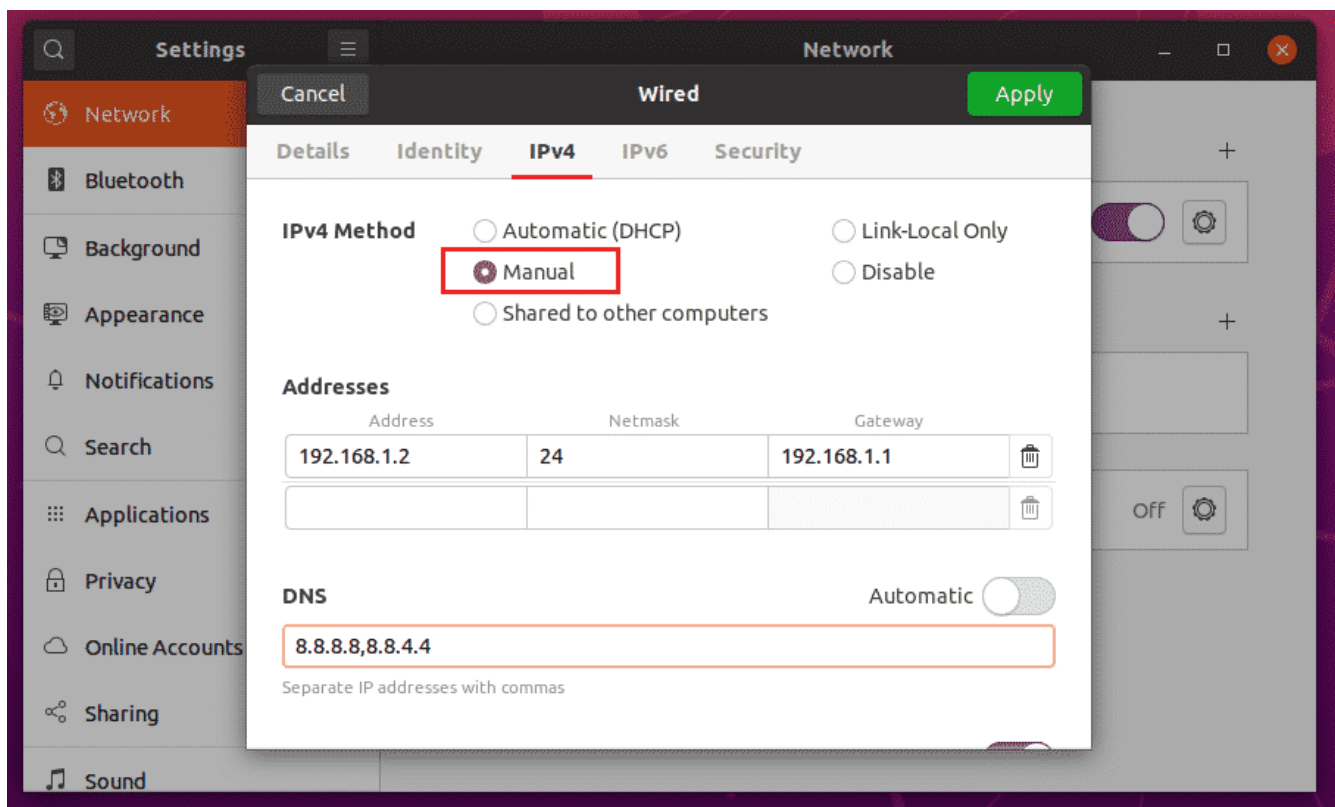 Settings
Network
Network
Bluetooth
Background
Appearance
Notifications
Search
Applications
Privacy
Online Accounts
Sharing
Sound
Cancel
Wired
Apply
Details Identity IPv4 IPv6 Security
IPv4 Method
Automatic (DHCP)
Link-Local Only
Manual
Disable
Shared to other computers
Addresses
Address Netmask Gateway
192.168.1.2 24 192.168.1.1
DNS
Automatic
8.8.8.8,8.8.4.4
Separate IP addresses with commas
Off